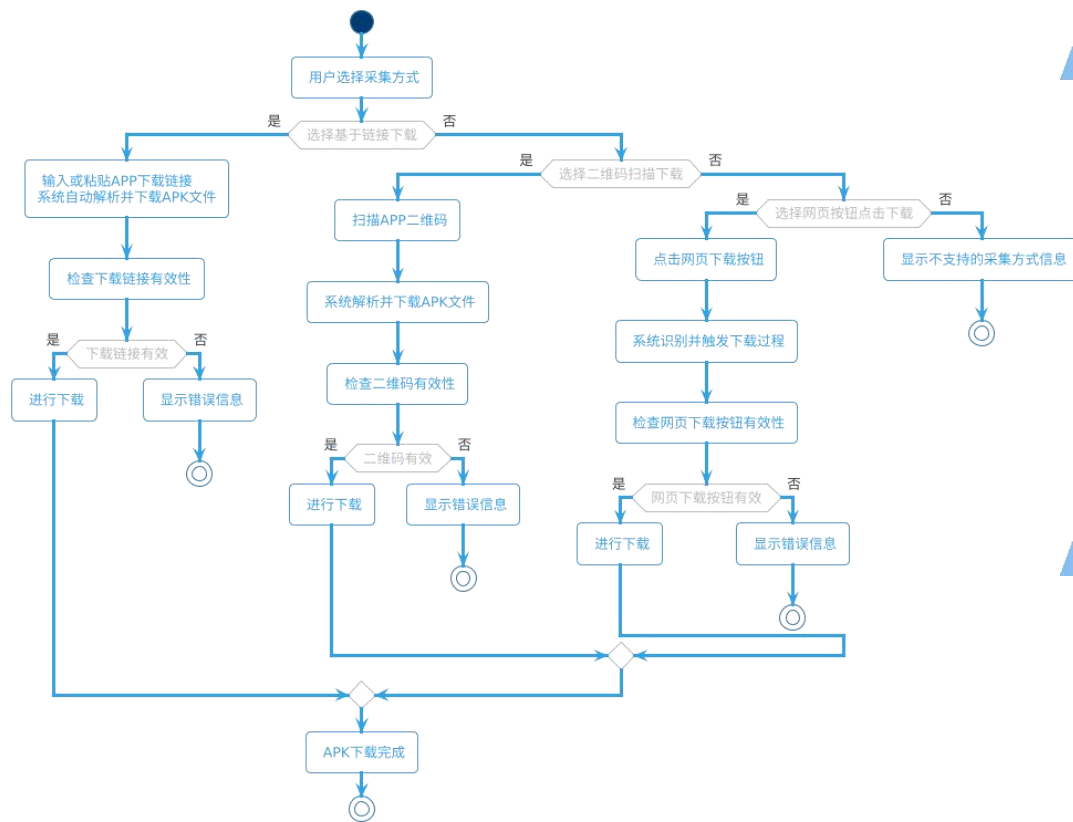 用户选择采集方式
是
选择基于链接下载
否
输入或粘贴APP下载链接
系统自动解析并下载APK文件
是
选择二维码扫描下载
否
扫描APP二维码
是
选择网页按钮点击下载
否
检查下载链接有效性
点击网页下载按钮
显示不支持的采集方式信息
系统解析并下载APK文件
系统识别并触发下载过程
是
下载链接有效
否
进行下载
显示错误信息
检查二维码有效性
检查网页下载按钮有效性
是
二维码有效
否
进行下载
显示错误信息
是
网页下载按钮有效
否
进行下载
显示错误信息
APK下载完成